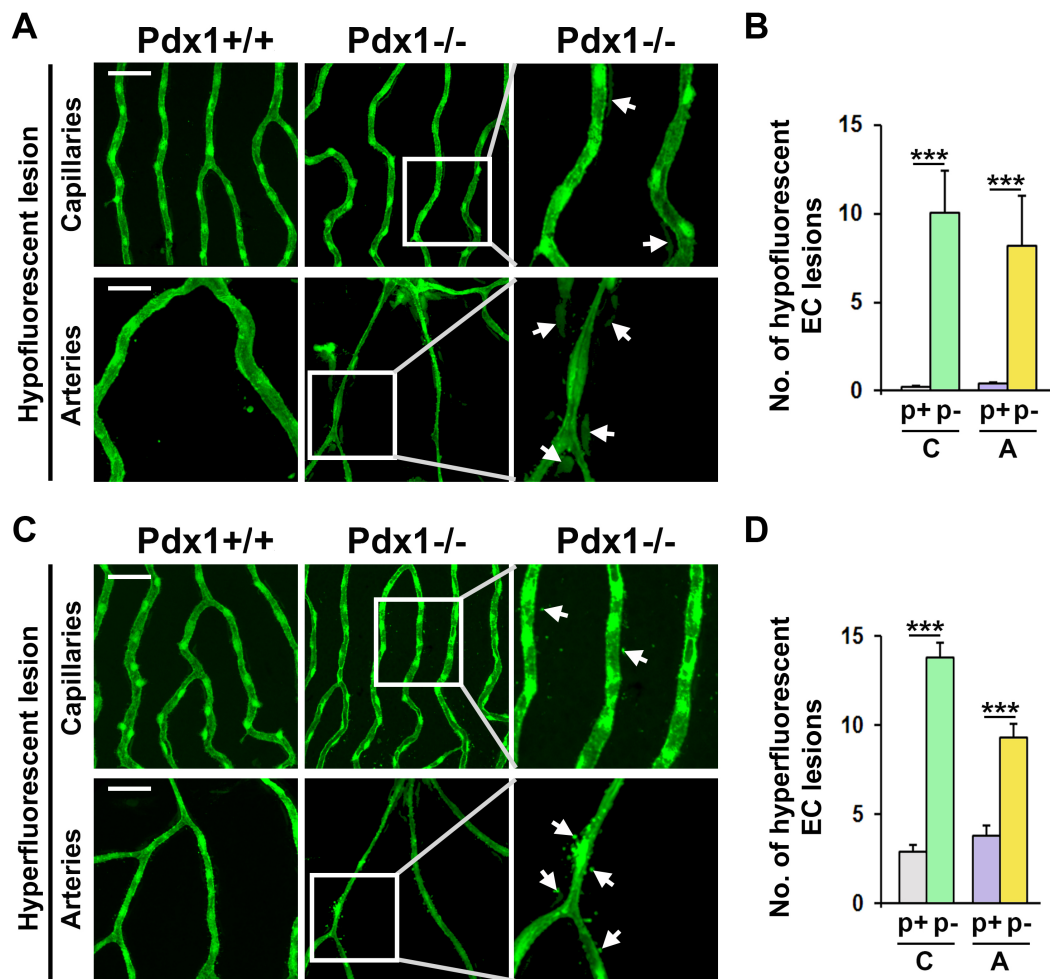 A
Pdx1+/+
Pdx1-/-
Pdx1-/-
Hypofluorescent lesion
Capillaries
Arteries
B
No. of hypofluorescent
EC lesions
15
10
5
0
***
***
p+ p-
p+ p-
C
A
C
Pdx1+/+
Pdx1-/-
Pdx1-/-
Hyperfluorescent lesion
Capillaries
Arteries
D
No. of hyperfluorescent
EC lesions
15
10
5
0
***
***
p+ p-
p+ p-
C
A